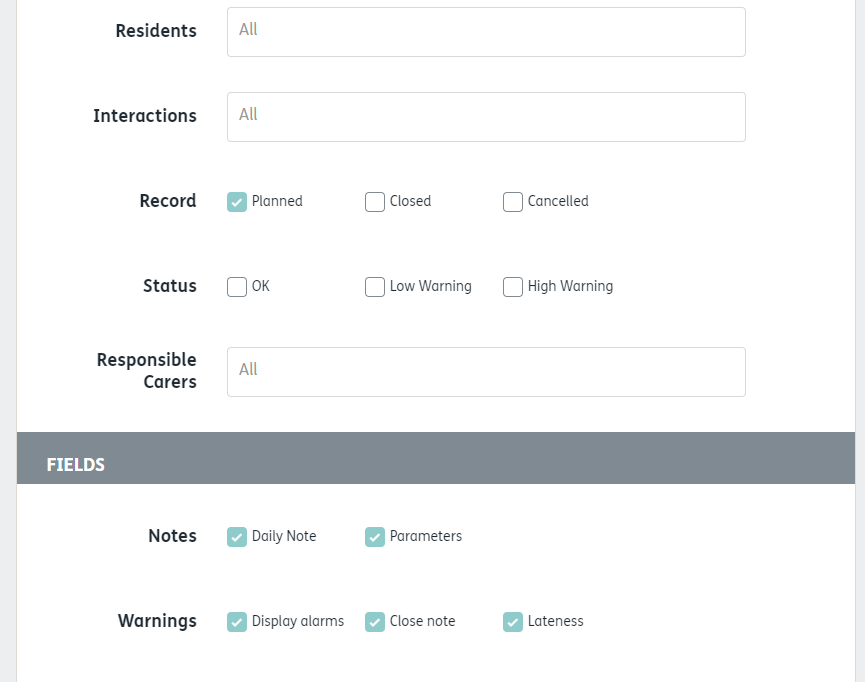 Residents All
Interactions All
Record Planned Closed Cancelled
Status OK Low Warning High Warning
Responsible
Carers All
FIELDS
Notes Daily Note Parameters
Warnings Display alarms Close note Lateness